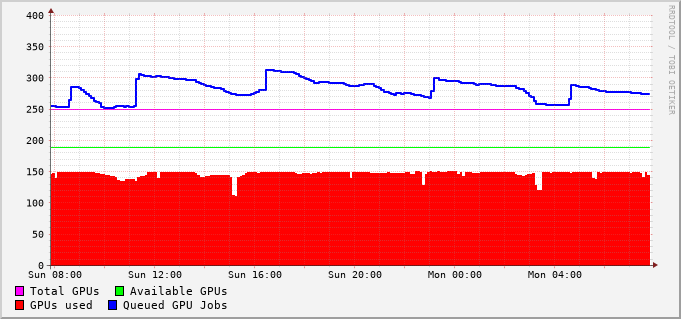 400
350
300
250
200
150
100
50
0
Sun 08:00 Sun 12:00 Sun 16:00 Sun 20:00 Mon 00:00 Mon 04:00
Total GPUs Available GPUs
GPUs used Queued GPU Jobs
RRDTOOL / TOBI OETIKER